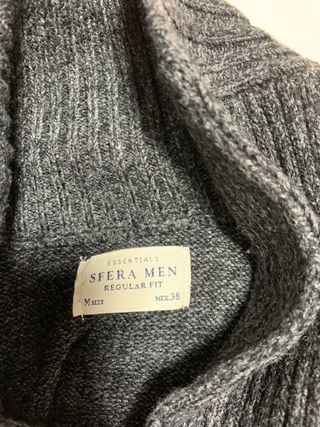 ESSENTIALS
SFERA MEN
REGULAR FIT
M SIZE MEX.38